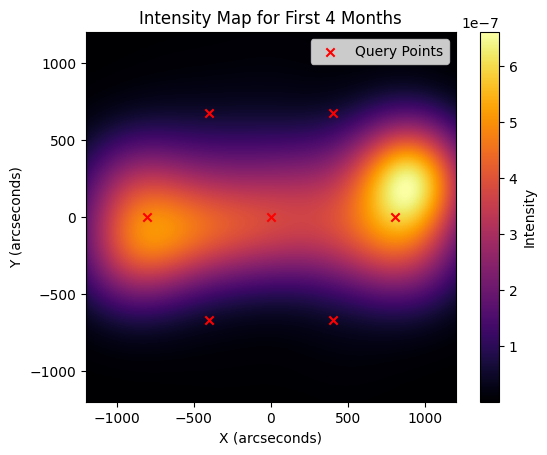 Intensity Map for First 4 Months
1e−7
Query Points
1000
500
0
−500
−1000
Y (arcseconds)
−1000
−500
0
500
1000
X (arcseconds)
6
5
4
3
2
1
Intensity